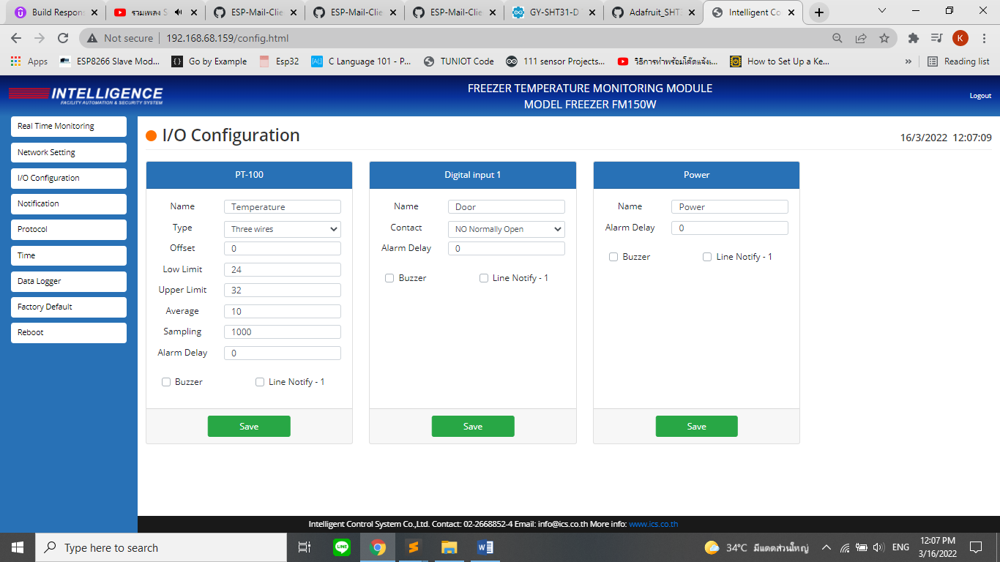 Build Respons
รวมเพลง S
ESP-Mail-Clie
ESP-Mail-Clie
ESP-Mail-Clie
GY-SHT31-D
Adafruit_SHT3
Intelligent Co
Not secure
192.168.68.159/config.html
K
Apps
ESP8266 Slave Mod...
Go by Example
Esp32
C Language 101 - P...
TUNIOT Code
111 sensor Projects...
วิธีการทำพร้อมโค้ดแจ้ง...
How to Set Up a Ke...
»
Reading list
INTELLIGENCE
FACILITY AUTOMATION & SECURITY SYSTEM
FREEZER TEMPERATURE MONITORING MODULE
MODEL FREEZER FM150W
Logout
Real Time Monitoring
Network Setting
I/O Configuration
Notification
Protocol
Time
Data Logger
Factory Default
Reboot
I/O Configuration
16/3/2022 12:07:09
PT-100
Name Temperature
Type Three wires
Offset 0
Low Limit 24
Upper Limit 32
Average 10
Sampling 1000
Alarm Delay 0
Buzzer Line Notify - 1
Save
Digital input 1
Name Door
Contact NO Normally Open
Alarm Delay 0
Buzzer Line Notify - 1
Save
Power
Name Power
Alarm Delay 0
Buzzer Line Notify - 1
Save
Intelligent Control System Co.,Ltd. Contact: 02-2668852-4 Email: info@ics.co.th More info: www.ics.co.th
Type here to search
LINE
W
34°C มีแดดส่วนใหญ่
ENG
12:07 PM
3/16/2022